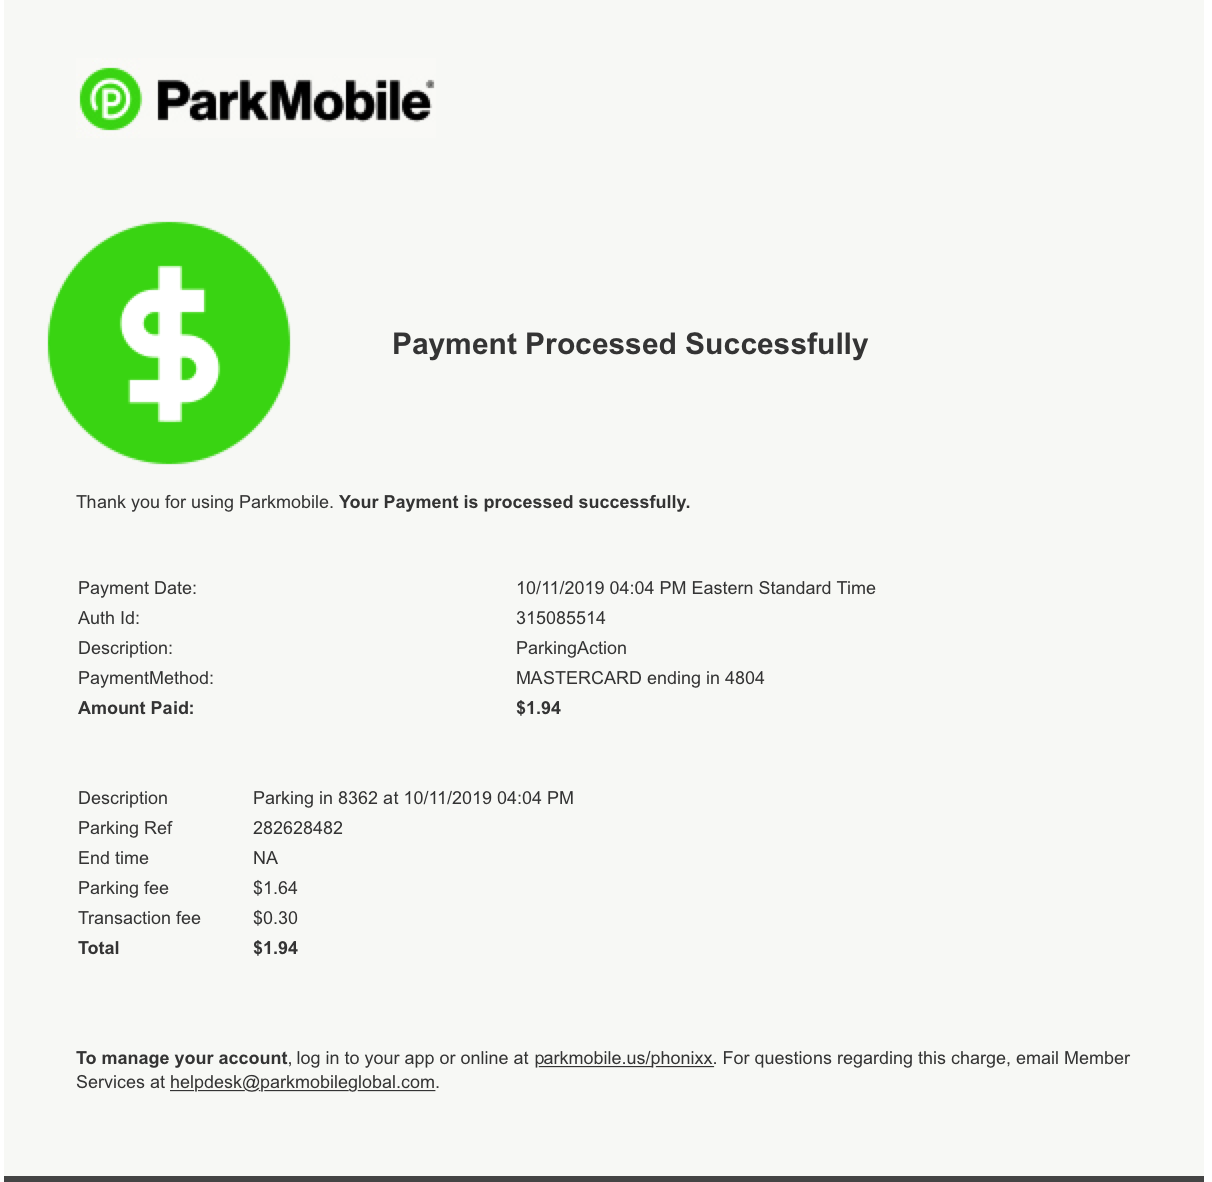 ParkMobile®
Payment Processed Successfully
Thank you for using Parkmobile. Your Payment is processed successfully.
Payment Date: 10/11/2019 04:04 PM Eastern Standard Time
Auth Id: 315085514
Description: ParkingAction
PaymentMethod: MASTERCARD ending in 4804
Amount Paid: $1.94
Description Parking in 8362 at 10/11/2019 04:04 PM
Parking Ref 282628482
End time NA
Parking fee $1.64
Transaction fee $0.30
Total $1.94
To manage your account, log in to your app or online at parkmobile.us/phonixx. For questions regarding this charge, email Member
Services at helpdesk@parkmobileglobal.com.